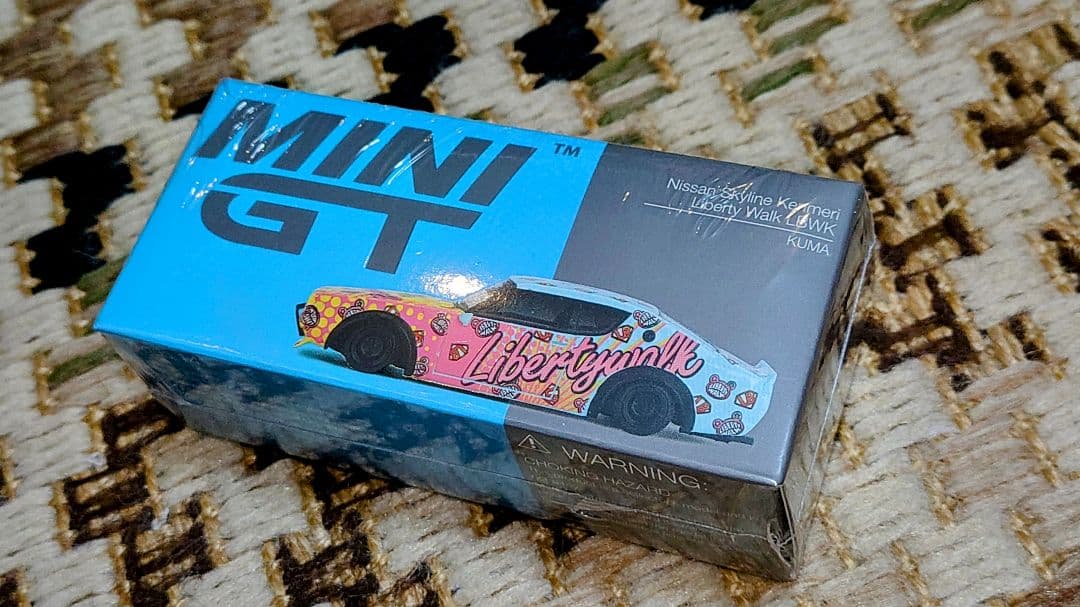 MINI
GT
TM
Nissan Skyline Kenmeri
Liberty Walk LBWK
KUMA
Libertywalk
WARNING:
CHOKING HAZARD